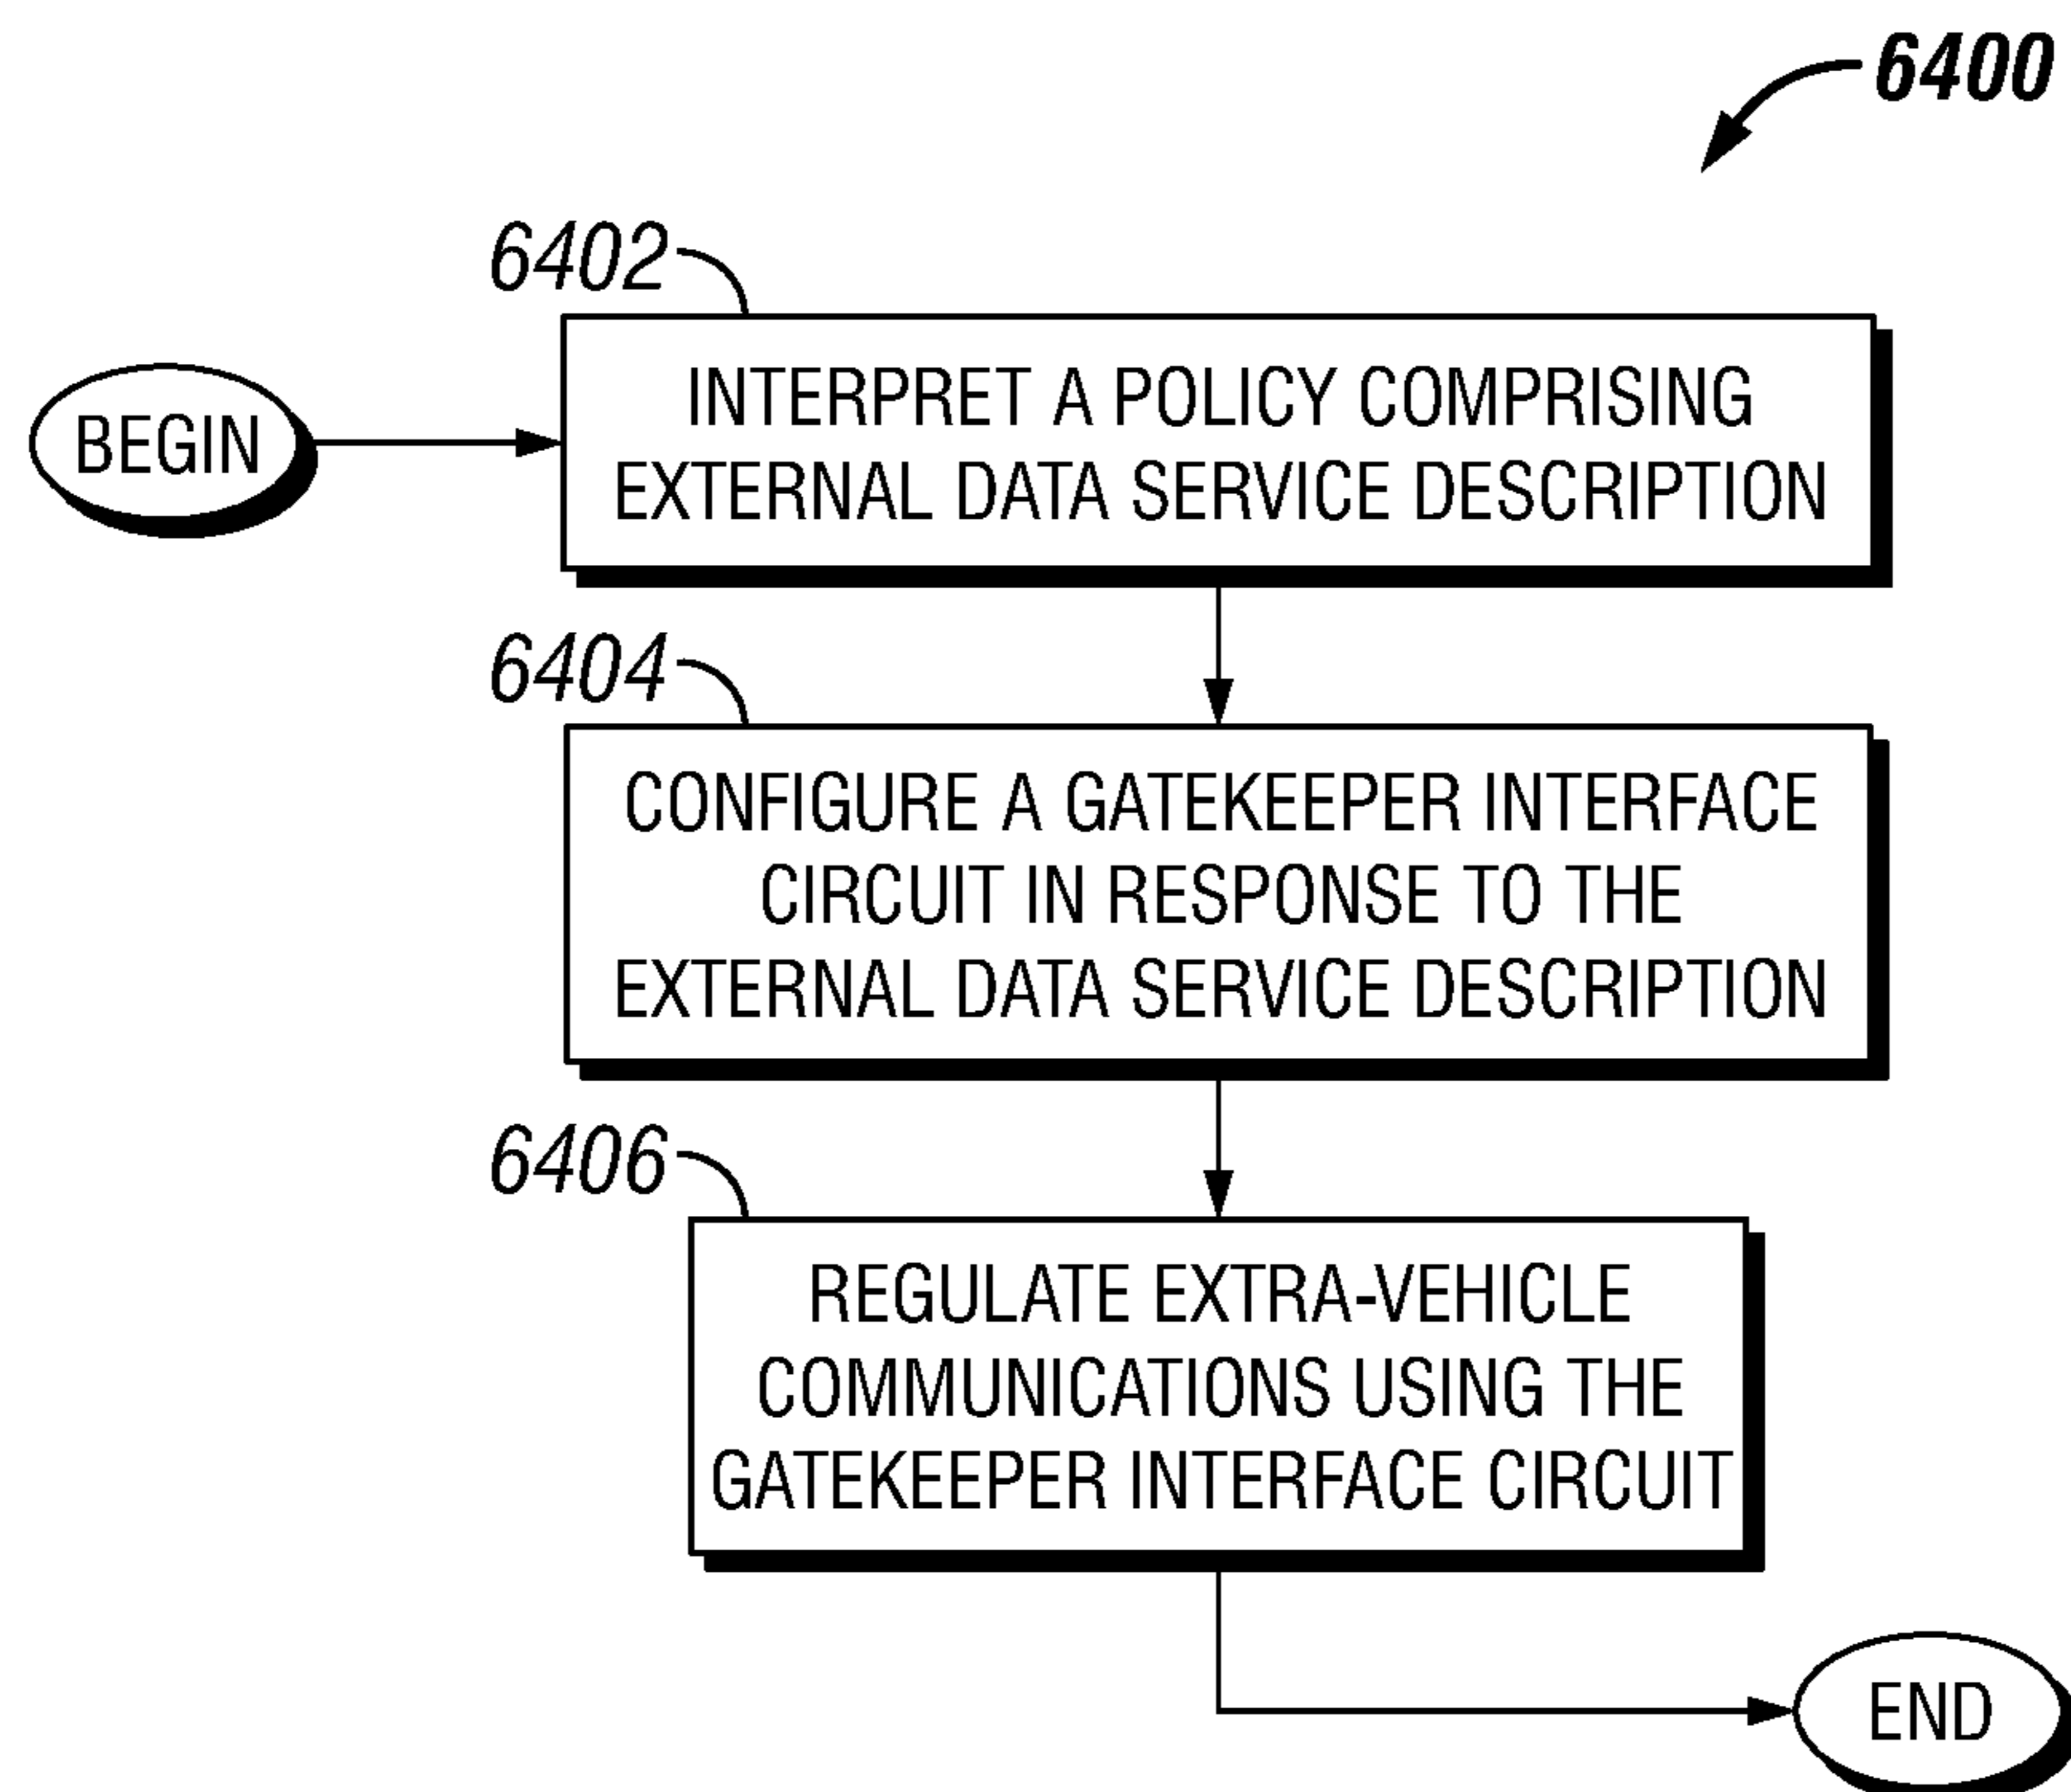 6400
6402
BEGIN
INTERPRET A POLICY COMPRISING
EXTERNAL DATA SERVICE DESCRIPTION
6404
CONFIGURE A GATEKEEPER INTERFACE
CIRCUIT IN RESPONSE TO THE
EXTERNAL DATA SERVICE DESCRIPTION
6406
REGULATE EXTRA-VEHICLE
COMMUNICATIONS USING THE
GATEKEEPER INTERFACE CIRCUIT
END